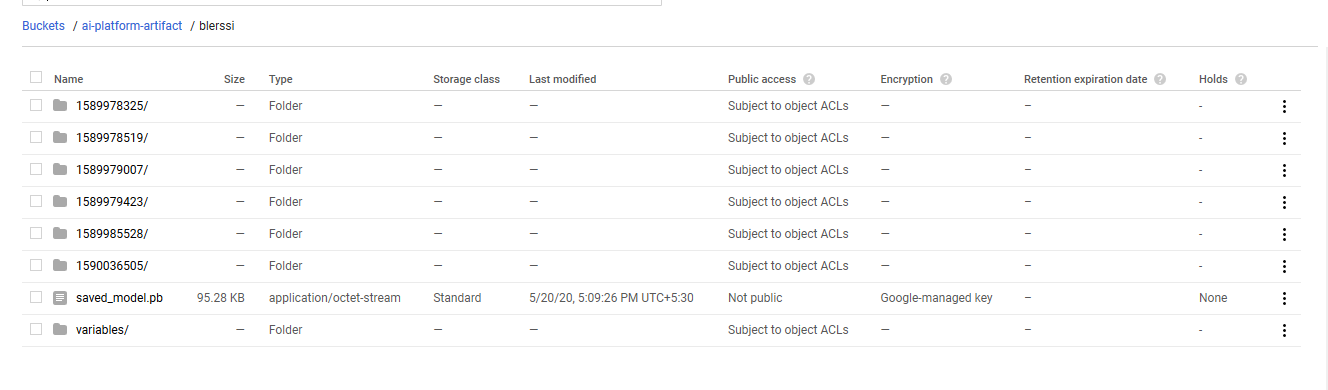 Buckets / ai-platform-artifact / blerssi
Name Size Type Storage class Last modified Public access Encryption Retention expiration date Holds
1589978325/ — Folder — — Subject to object ACLs — – -
1589978519/ — Folder — — Subject to object ACLs — – -
1589979007/ — Folder — — Subject to object ACLs — – -
1589979423/ — Folder — — Subject to object ACLs — – -
1589985528/ — Folder — — Subject to object ACLs — – -
1590036505/ — Folder — — Subject to object ACLs — – -
saved_model.pb 95.28 KB application/octet-stream Standard 5/20/20, 5:09:26 PM UTC+5:30 Not public Google-managed key – None
variables/ — Folder — — Subject to object ACLs — – -